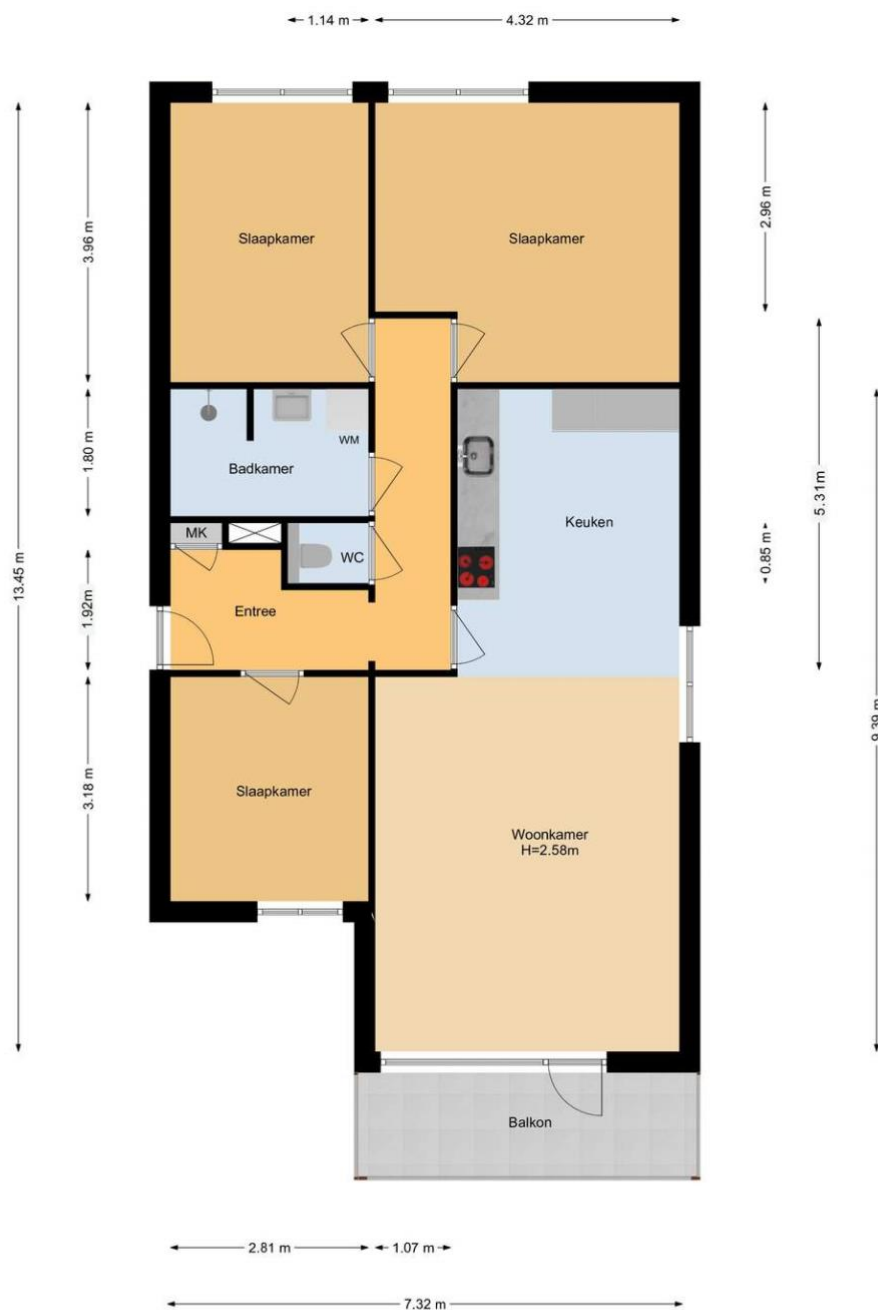 1.14 m
4.32 m
3.96 m
2.96 m
Slaapkamer
Slaapkamer
1.80 m
WM
Badkamer
5.31m
13.45 m
MK
WC
Keuken
0.85 m
1.92m
Entree
9.39 m
3.18 m
Slaapkamer
Woonkamer
H=2.58m
Balkon
2.81 m
1.07 m
7.32 m